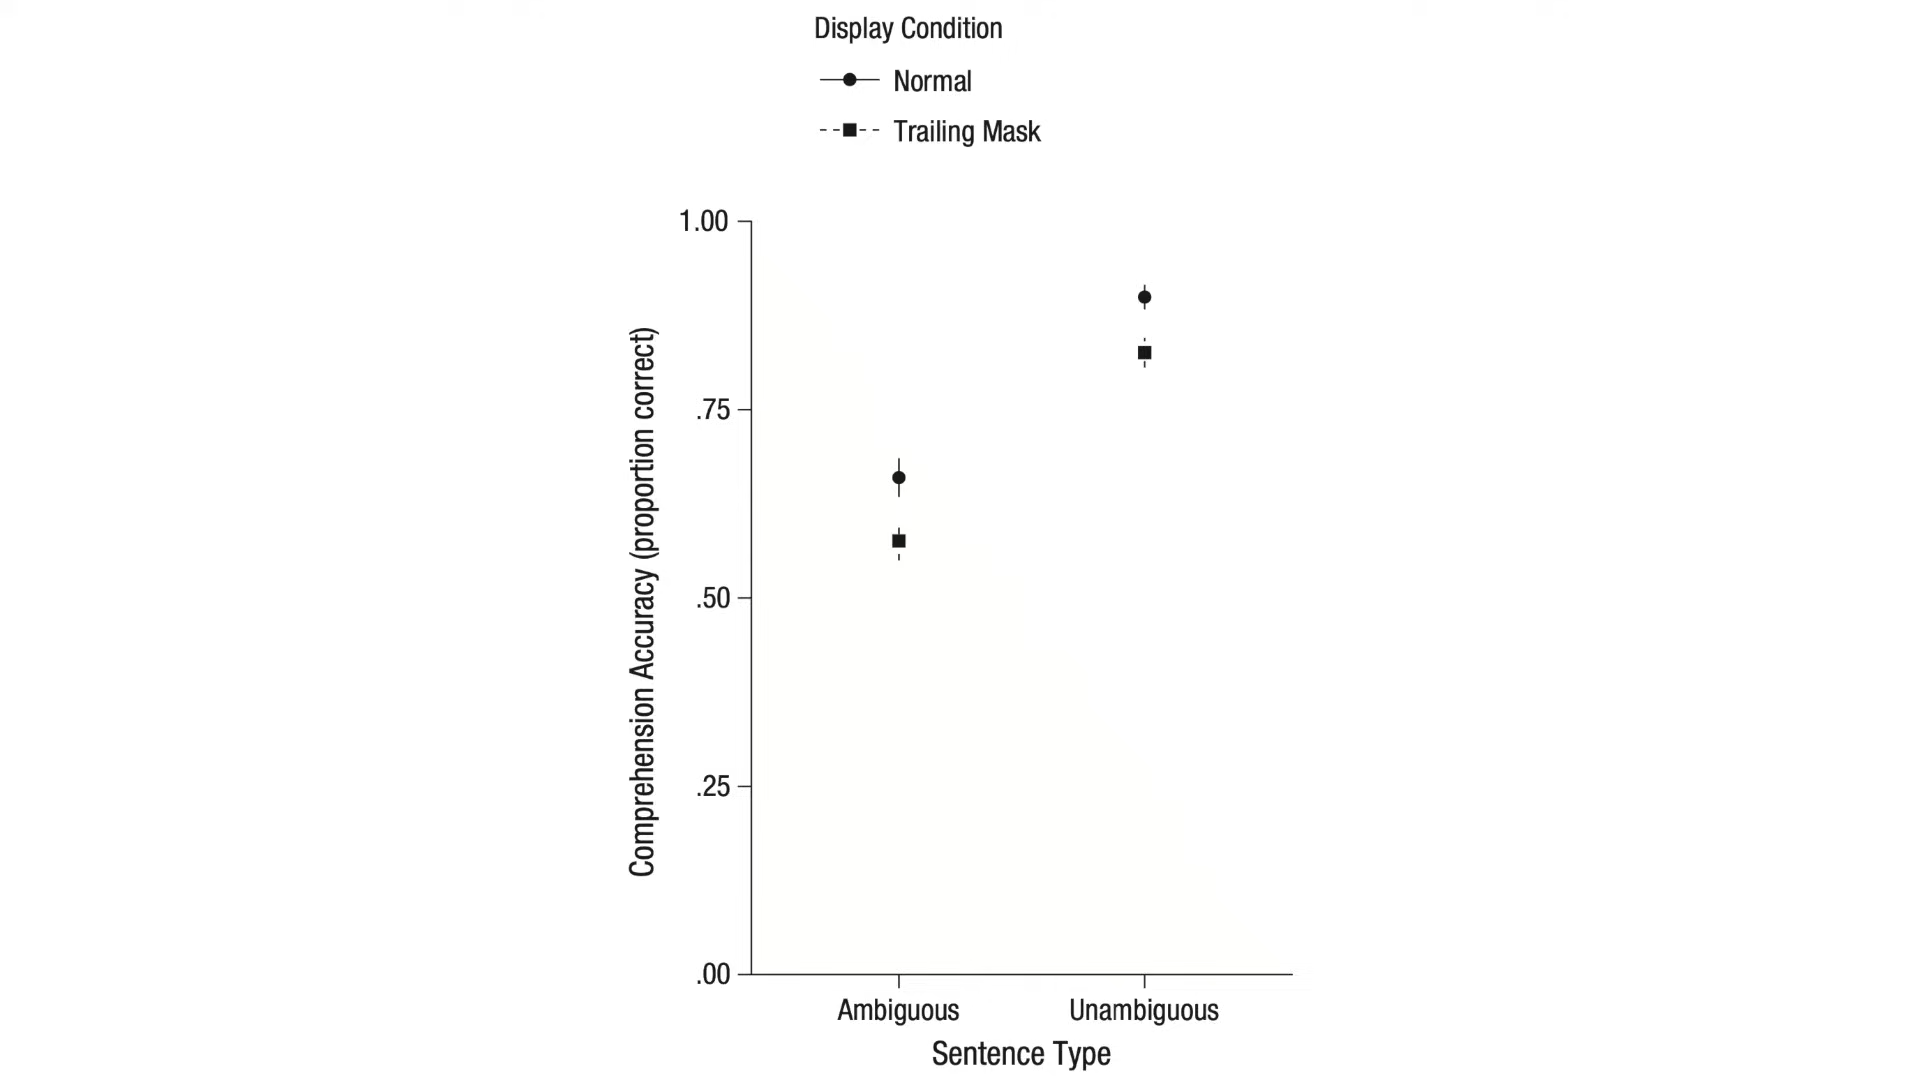 Display Condition
Normal
Trailing Mask
1.00
.75
.50
.25
.00
Comprehension Accuracy (proportion correct)
Ambiguous
Unambiguous
Sentence Type